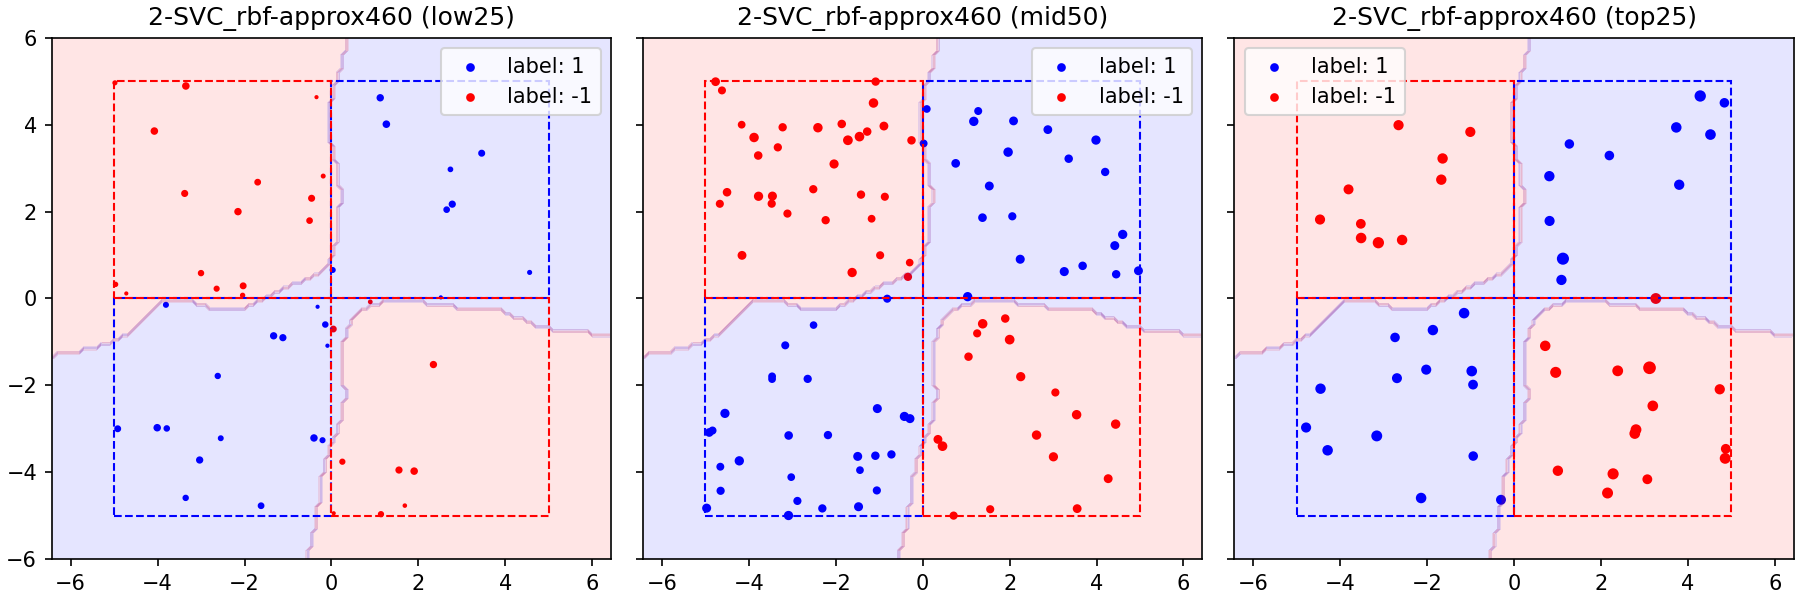 2-SVC_rbf-approx460 (low25)
2-SVC_rbf-approx460 (mid50)
2-SVC_rbf-approx460 (top25)
label: 1
label: -1
label: 1
label: -1
label: 1
label: -1
6
4
2
0
−2
−4
−6
−6 −4 −2 0 2 4 6
−6 −4 −2 0 2 4 6
−6 −4 −2 0 2 4 6